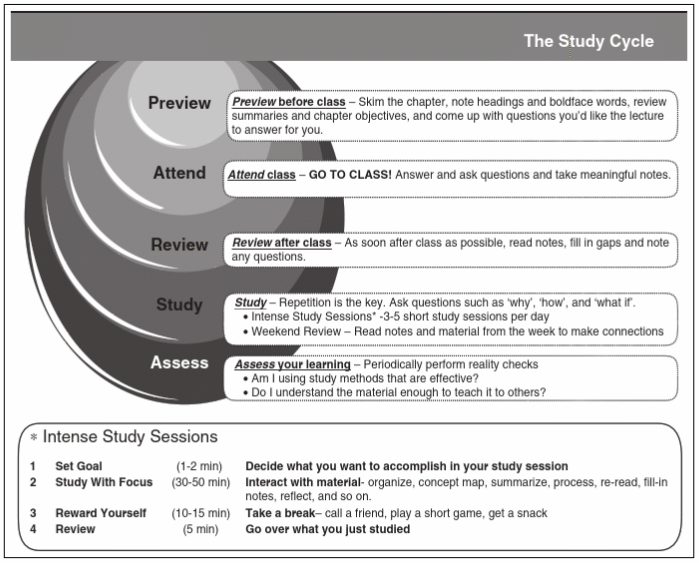 The Study Cycle
Preview
Preview before class – Skim the chapter, note headings and boldface words, review
summaries and chapter objectives, and come up with questions you'd like the lecture
to answer for you.
Attend
Attend class – GO TO CLASS! Answer and ask questions and take meaningful notes.
Review
Review after class – As soon after class as possible, read notes, fill in gaps and note
any questions.
Study
Study – Repetition is the key. Ask questions such as 'why', 'how', and 'what if'.
• Intense Study Sessions* -3-5 short study sessions per day
• Weekend Review – Read notes and material from the week to make connections
Assess
Assess your learning – Periodically perform reality checks
• Am I using study methods that are effective?
• Do I understand the material enough to teach it to others?
* Intense Study Sessions
1 Set Goal (1-2 min) Decide what you want to accomplish in your study session
2 Study With Focus (30-50 min) Interact with material- organize, concept map, summarize, process, re-read, fill-in
notes, reflect, and so on.
3 Reward Yourself (10-15 min) Take a break– call a friend, play a short game, get a snack
4 Review (5 min) Go over what you just studied